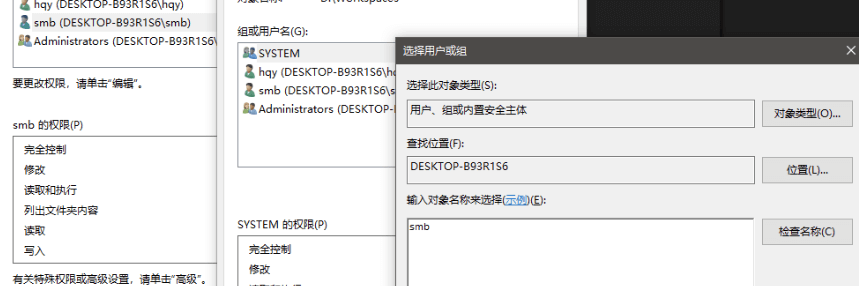 hqy (DESKTOP-B93R1S6\hqy)
smb (DESKTOP-B93R1S6\smb)
Administrators (DESKTOP-B93R1S6\
要更改权限，请单击"编辑"。
smb 的权限(P)
完全控制
修改
读取和执行
列出文件夹内容
读取
写入
有关特殊权限或高级设置，请单击"高级"。
组或用户名(G):
SYSTEM
hqy (DESKTOP-B93R1S6\hq
smb (DESKTOP-B93R1S6\s
Administrators (DESKTOP-
SYSTEM 的权限(P)
完全控制
修改
选择用户或组
选择此对象类型(S):
用户、组或内置安全主体
对象类型(O)...
查找位置(F):
DESKTOP-B93R1S6
位置(L)...
输入对象名称来选择(示例)(E):
smb
检查名称(C)